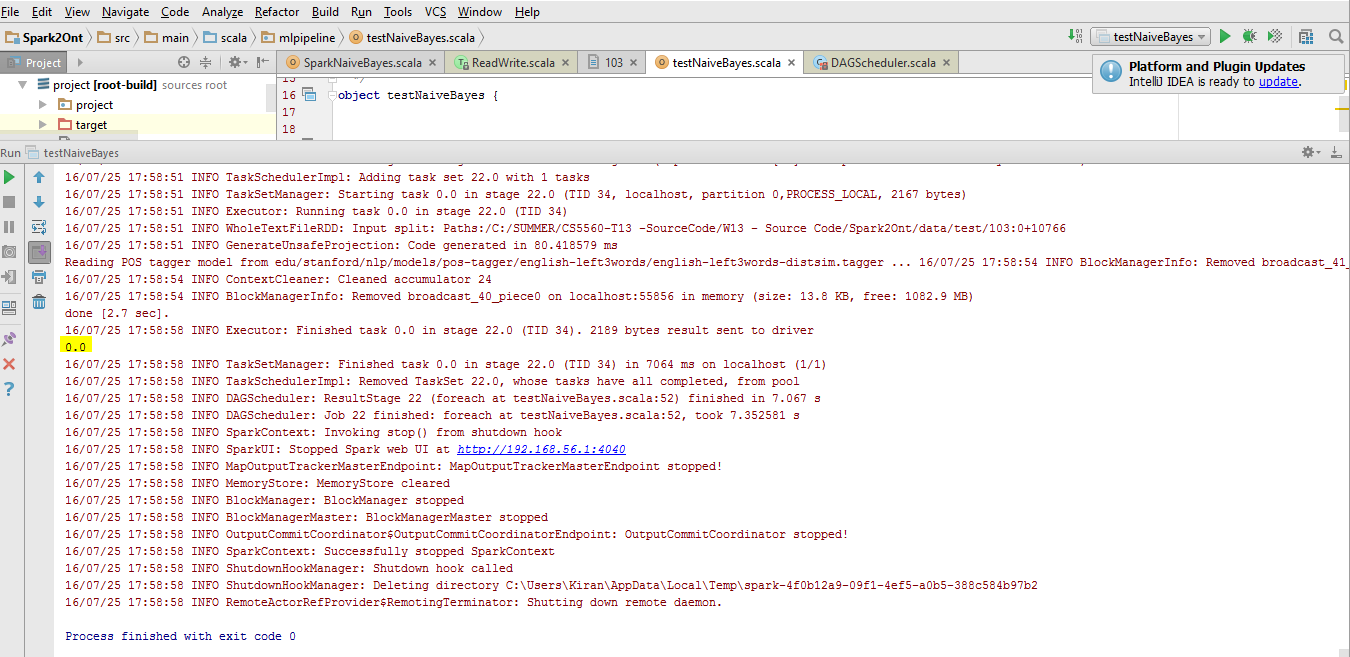 File Edit View Navigate Code Analyze Refactor Build Run Tools VCS Window Help
Spark2Ont src main scala mlpipeline testNaiveBayes.scala testNaiveBayes
Project SparkNaiveBayes.scala ReadWrite.scala 103 testNaiveBayes.scala DAGScheduler.scala
Platform and Plugin Updates
IntelliJ IDEA is ready to update.
project [root-build] sources root
project
target
15 */
16 object testNaiveBayes {
17
18
Run testNaiveBayes
16/07/25 17:58:51 INFO TaskSchedulerImpl: Adding task set 22.0 with 1 tasks
16/07/25 17:58:51 INFO TaskSetManager: Starting task 0.0 in stage 22.0 (TID 34, localhost, partition 0,PROCESS_LOCAL, 2167 bytes)
16/07/25 17:58:51 INFO Executor: Running task 0.0 in stage 22.0 (TID 34)
16/07/25 17:58:51 INFO WholeTextFileRDD: Input split: Paths:/C:/SUMMER/CS5560-T13 -SourceCode/W13 - Source Code/Spark2Ont/data/test/103:0+10766
16/07/25 17:58:51 INFO GenerateUnsafeProjection: Code generated in 80.418579 ms
Reading POS tagger model from edu/stanford/nlp/models/pos-tagger/english-left3words/english-left3words-distsim.tagger ... 16/07/25 17:58:54 INFO BlockManagerInfo: Removed broadcast_41_
16/07/25 17:58:54 INFO ContextCleaner: Cleaned accumulator 24
16/07/25 17:58:54 INFO BlockManagerInfo: Removed broadcast_40_piece0 on localhost:55856 in memory (size: 13.8 KB, free: 1082.9 MB)
done [2.7 sec].
16/07/25 17:58:58 INFO Executor: Finished task 0.0 in stage 22.0 (TID 34). 2189 bytes result sent to driver
0.0
16/07/25 17:58:58 INFO TaskSetManager: Finished task 0.0 in stage 22.0 (TID 34) in 7064 ms on localhost (1/1)
16/07/25 17:58:58 INFO TaskSchedulerImpl: Removed TaskSet 22.0, whose tasks have all completed, from pool
16/07/25 17:58:58 INFO DAGScheduler: ResultStage 22 (foreach at testNaiveBayes.scala:52) finished in 7.067 s
16/07/25 17:58:58 INFO DAGScheduler: Job 22 finished: foreach at testNaiveBayes.scala:52, took 7.352581 s
16/07/25 17:58:58 INFO SparkContext: Invoking stop() from shutdown hook
16/07/25 17:58:58 INFO SparkUI: Stopped Spark web UI at http://192.168.56.1:4040
16/07/25 17:58:58 INFO MapOutputTrackerMasterEndpoint: MapOutputTrackerMasterEndpoint stopped!
16/07/25 17:58:58 INFO MemoryStore: MemoryStore cleared
16/07/25 17:58:58 INFO BlockManager: BlockManager stopped
16/07/25 17:58:58 INFO BlockManagerMaster: BlockManagerMaster stopped
16/07/25 17:58:58 INFO OutputCommitCoordinator$OutputCommitCoordinatorEndpoint: OutputCommitCoordinator stopped!
16/07/25 17:58:58 INFO SparkContext: Successfully stopped SparkContext
16/07/25 17:58:58 INFO ShutdownHookManager: Shutdown hook called
16/07/25 17:58:58 INFO ShutdownHookManager: Deleting directory C:\Users\Kiran\AppData\Local\Temp\spark-4f0b12a9-09f1-4ef5-a0b5-388c584b97b2
16/07/25 17:58:58 INFO RemoteActorRefProvider$RemotingTerminator: Shutting down remote daemon.
Process finished with exit code 0